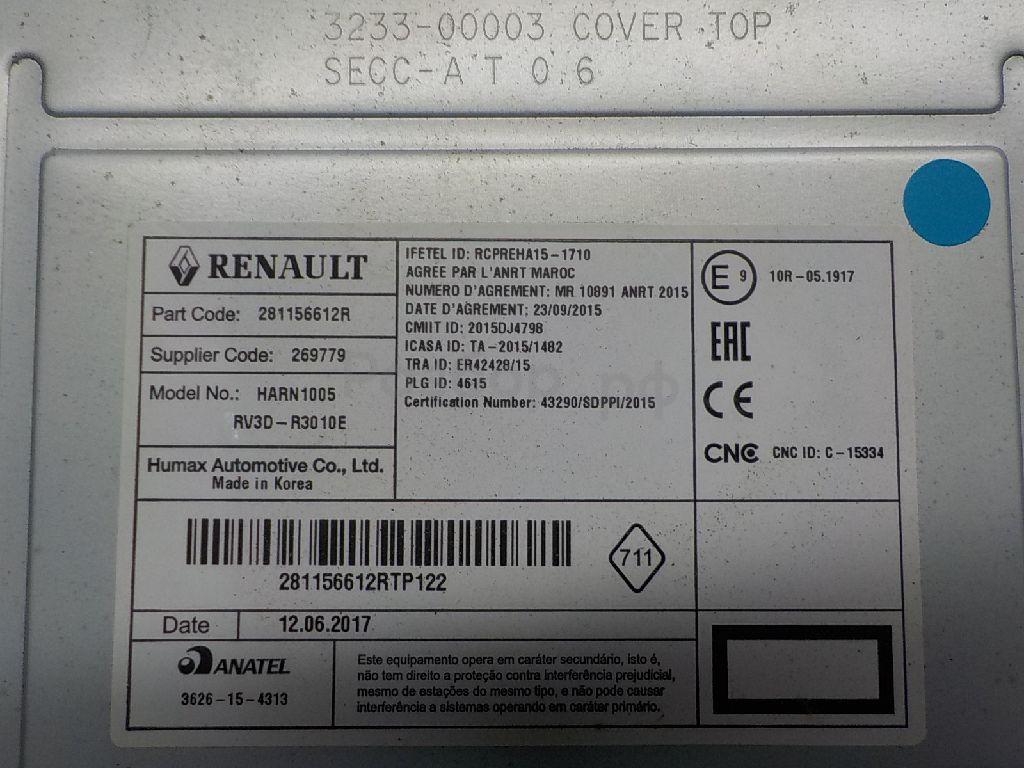 3233-00003 COVER TOP
SECC-A T 0.6
RENAULT
Part Code: 281156612R
Supplier Code: 269779
Model No.: HARN1005
RV3D-R3010E
Humax Automotive Co., Ltd.
Made in Korea
IFETEL ID: RCPREHA15-1710
AGREE PAR L'ANRT MAROC
NUMERO D'AGREMENT: MR 10891 ANRT 2015
DATE D'AGREMENT: 23/09/2015
CMIIT ID: 2015DJ4798
ICASA ID: TA-2015/1482
TRA ID: ER42428/15
PLG ID: 4615
Certification Number: 43290/SDPPI/2015
E 9 10R-05.1917
EAC
CE
CNC CNC ID: C-15334
281156612RTP122
711
Date 12.06.2017
ANATEL
3626-15-4313
Este equipamento opera em caráter secundário, isto é,
não tem direito a proteção contra interferência prejudicial,
mesmo de estações do mesmo tipo, e não pode causar
interferência a sistemas operando em caráter primário.